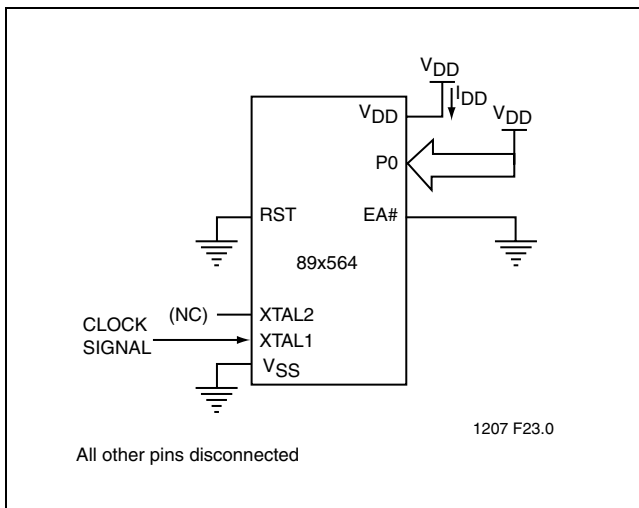 VDD
IDD
VDD
VDD
P0
RST
EA#
89x564
(NC)
XTAL2
CLOCK
SIGNAL
XTAL1
VSS
1207 F23.0
All other pins disconnected